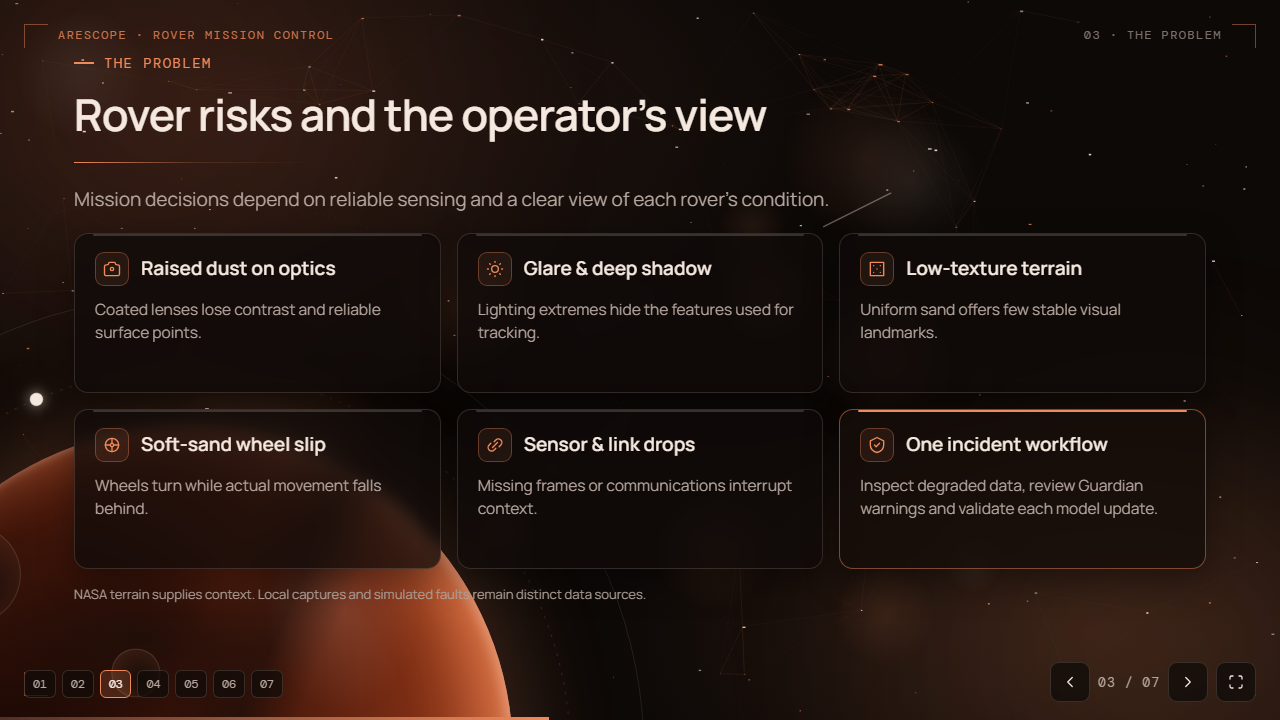 ARESCOPE · ROVER MISSION CONTROL
03 · THE PROBLEM
THE PROBLEM
Rover risks and the operator's view
Mission decisions depend on reliable sensing and a clear view of each rover's condition.
Raised dust on optics
Coated lenses lose contrast and reliable
surface points.
Glare & deep shadow
Lighting extremes hide the features used for
tracking.
Low-texture terrain
Uniform sand offers few stable visual
landmarks.
Soft-sand wheel slip
Wheels turn while actual movement falls
behind.
Sensor & link drops
Missing frames or communications interrupt
context.
One incident workflow
Inspect degraded data, review Guardian
warnings and validate each model update.
NASA terrain supplies context. Local captures and simulated faults remain distinct data sources.
01 02 03 04 05 06 07
03 / 07